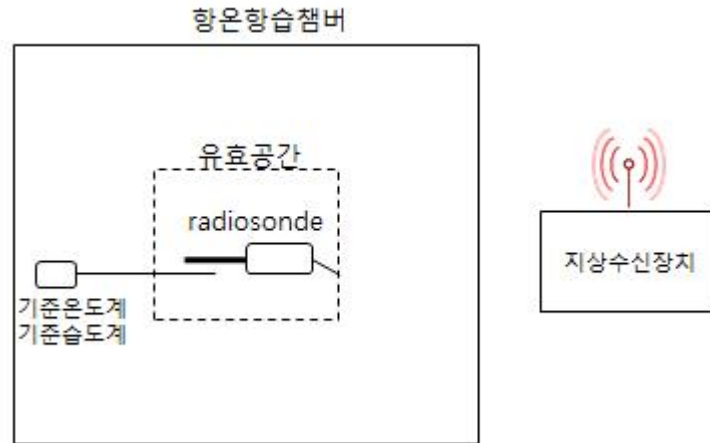 항온항습챔버
유효공간
radiosonde
기준온도계
기준습도계
지상수신장치